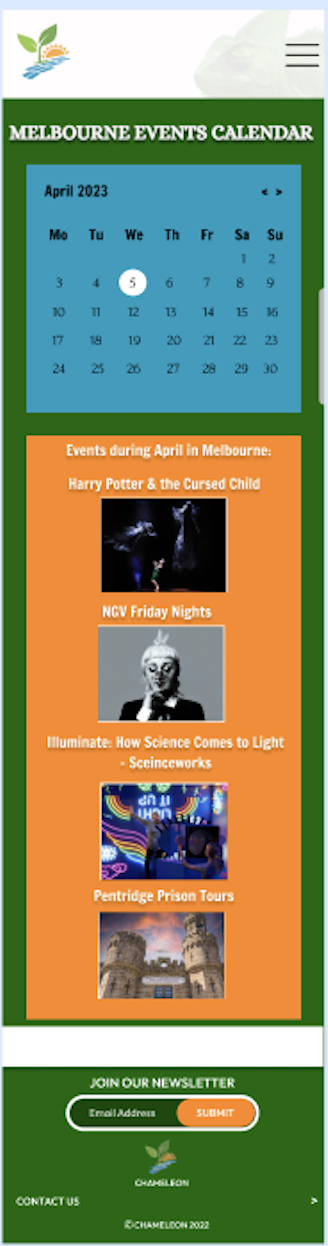 MELBOURNE EVENTS CALENDAR
April 2023 < >
Mo Tu We Th Fr Sa Su
1 2
3 4 5 6 7 8 9
10 11 12 13 14 15 16
17 18 19 20 21 22 23
24 25 26 27 28 29 30
Events during April in Melbourne:
Harry Potter & the Cursed Child
NGV Friday Nights
Illuminate: How Science Comes to Light
- Sceinceworks
IT UP
LIGHT
Pentridge Prison Tours
JOIN OUR NEWSLETTER
Email Address SUBMIT
CHAMELEON
CONTACT US >
©CHAMELEON 2022